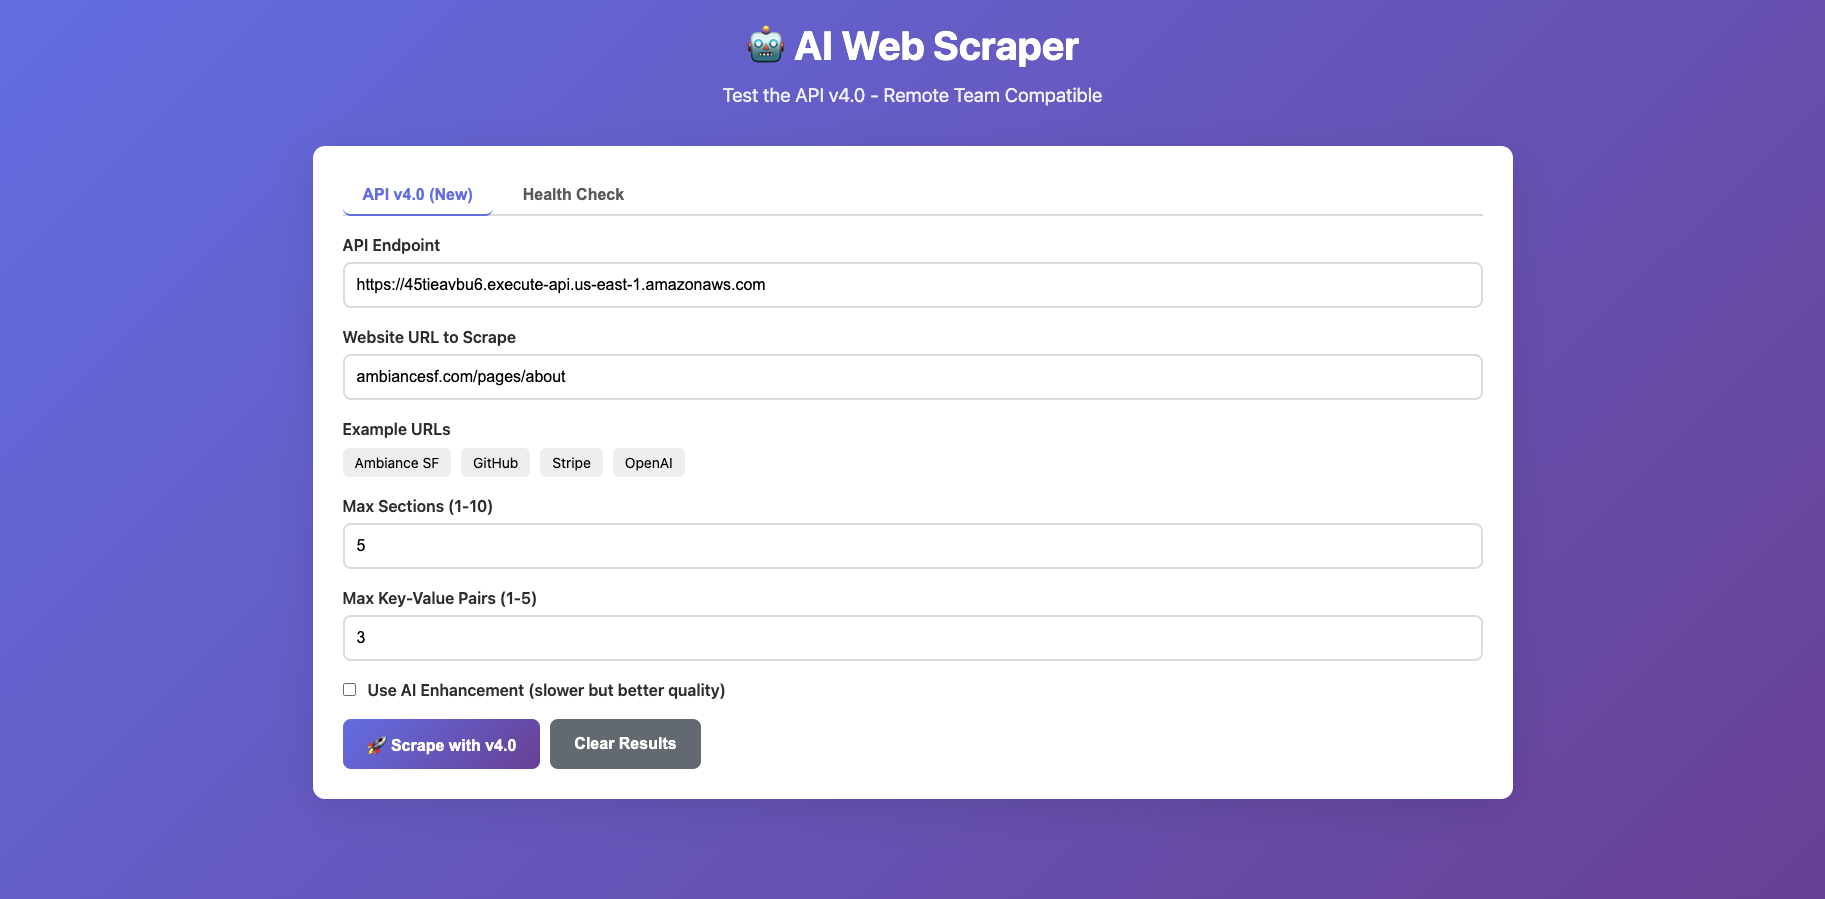 🤖 AI Web Scraper
Test the API v4.0 - Remote Team Compatible
API v4.0 (New)
Health Check
API Endpoint
https://45tieavbu6.execute-api.us-east-1.amazonaws.com
Website URL to Scrape
ambiancesf.com/pages/about
Example URLs
Ambiance SF
GitHub
Stripe
OpenAI
Max Sections (1-10)
5
Max Key-Value Pairs (1-5)
3
Use AI Enhancement (slower but better quality)
🚀 Scrape with v4.0
Clear Results